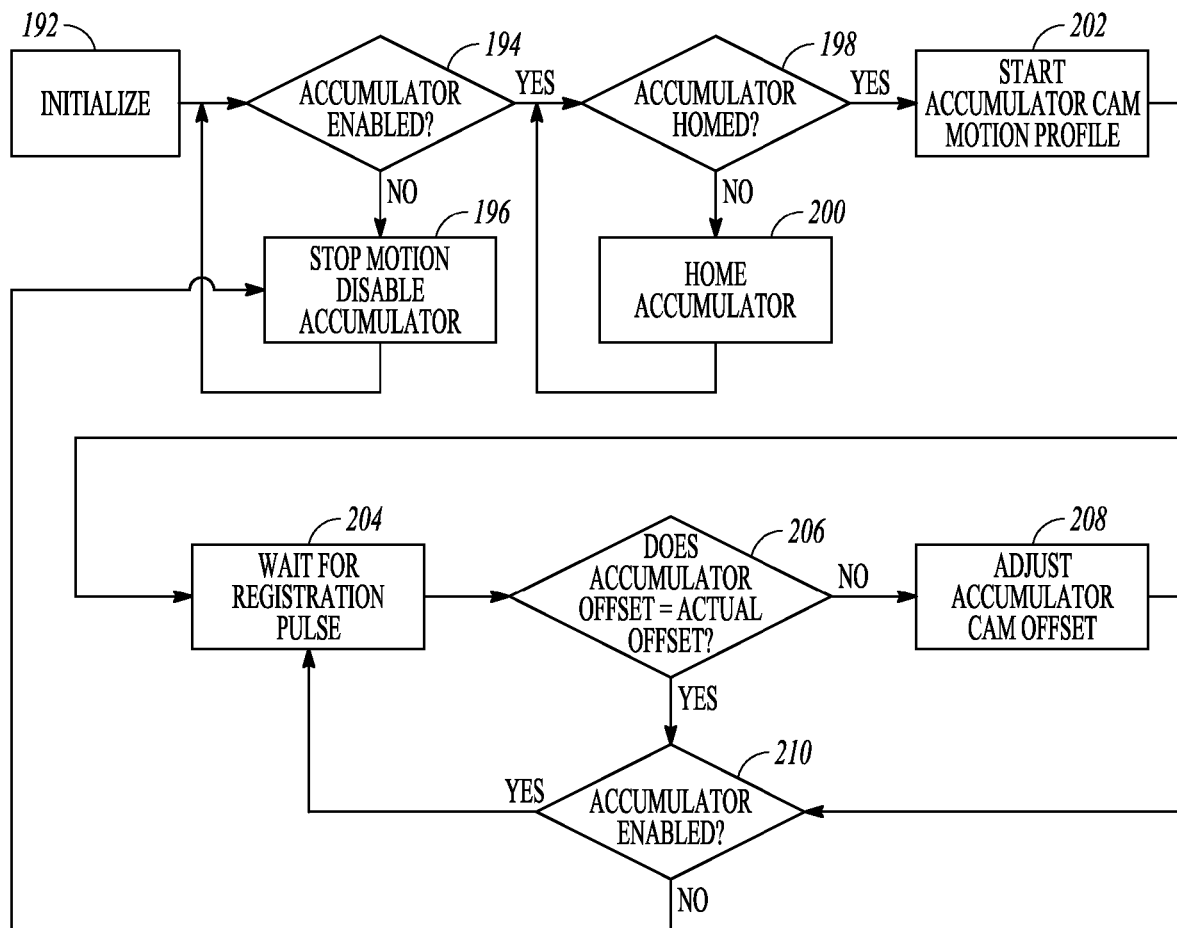 192
INITIALIZE
194
ACCUMULATOR
ENABLED?
YES
NO
196
STOP MOTION
DISABLE
ACCUMULATOR
198
ACCUMULATOR
HOMED?
YES
NO
200
HOME
ACCUMULATOR
202
START
ACCUMULATOR CAM
MOTION PROFILE
204
WAIT FOR
REGISTRATION
PULSE
206
DOES
ACCUMULATOR
OFFSET = ACTUAL
OFFSET?
NO
YES
208
ADJUST
ACCUMULATOR
CAM OFFSET
210
ACCUMULATOR
ENABLED?
YES
NO